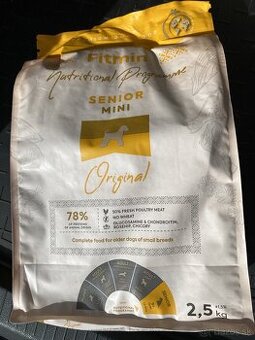 Fitmin
Nutritional Programme
SENIOR
MINI
Original
78%
50% FRESH POULTRY MEAT
NO WHEAT
GLUCOSAMINE & CHONDROITIN,
ROSEHIP, CHICORY
Complete food for older dogs of small breeds
2,5 kg